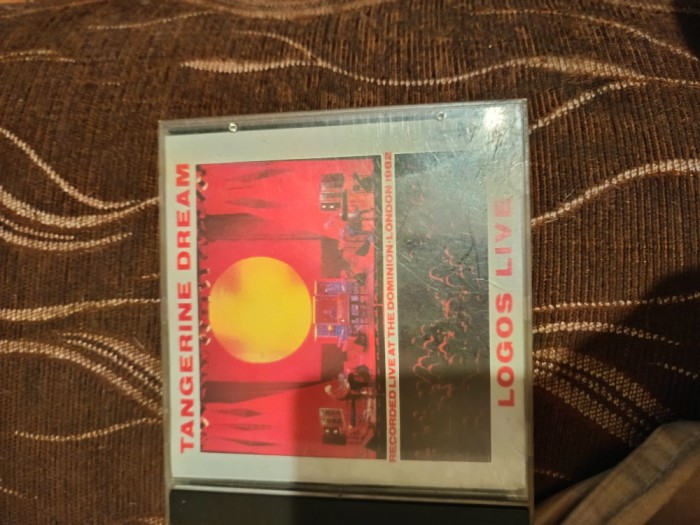 TANGERINE DREAM
RECORDED LIVE AT THE DOMINION·LONDON 1982
LOGOS LIVE